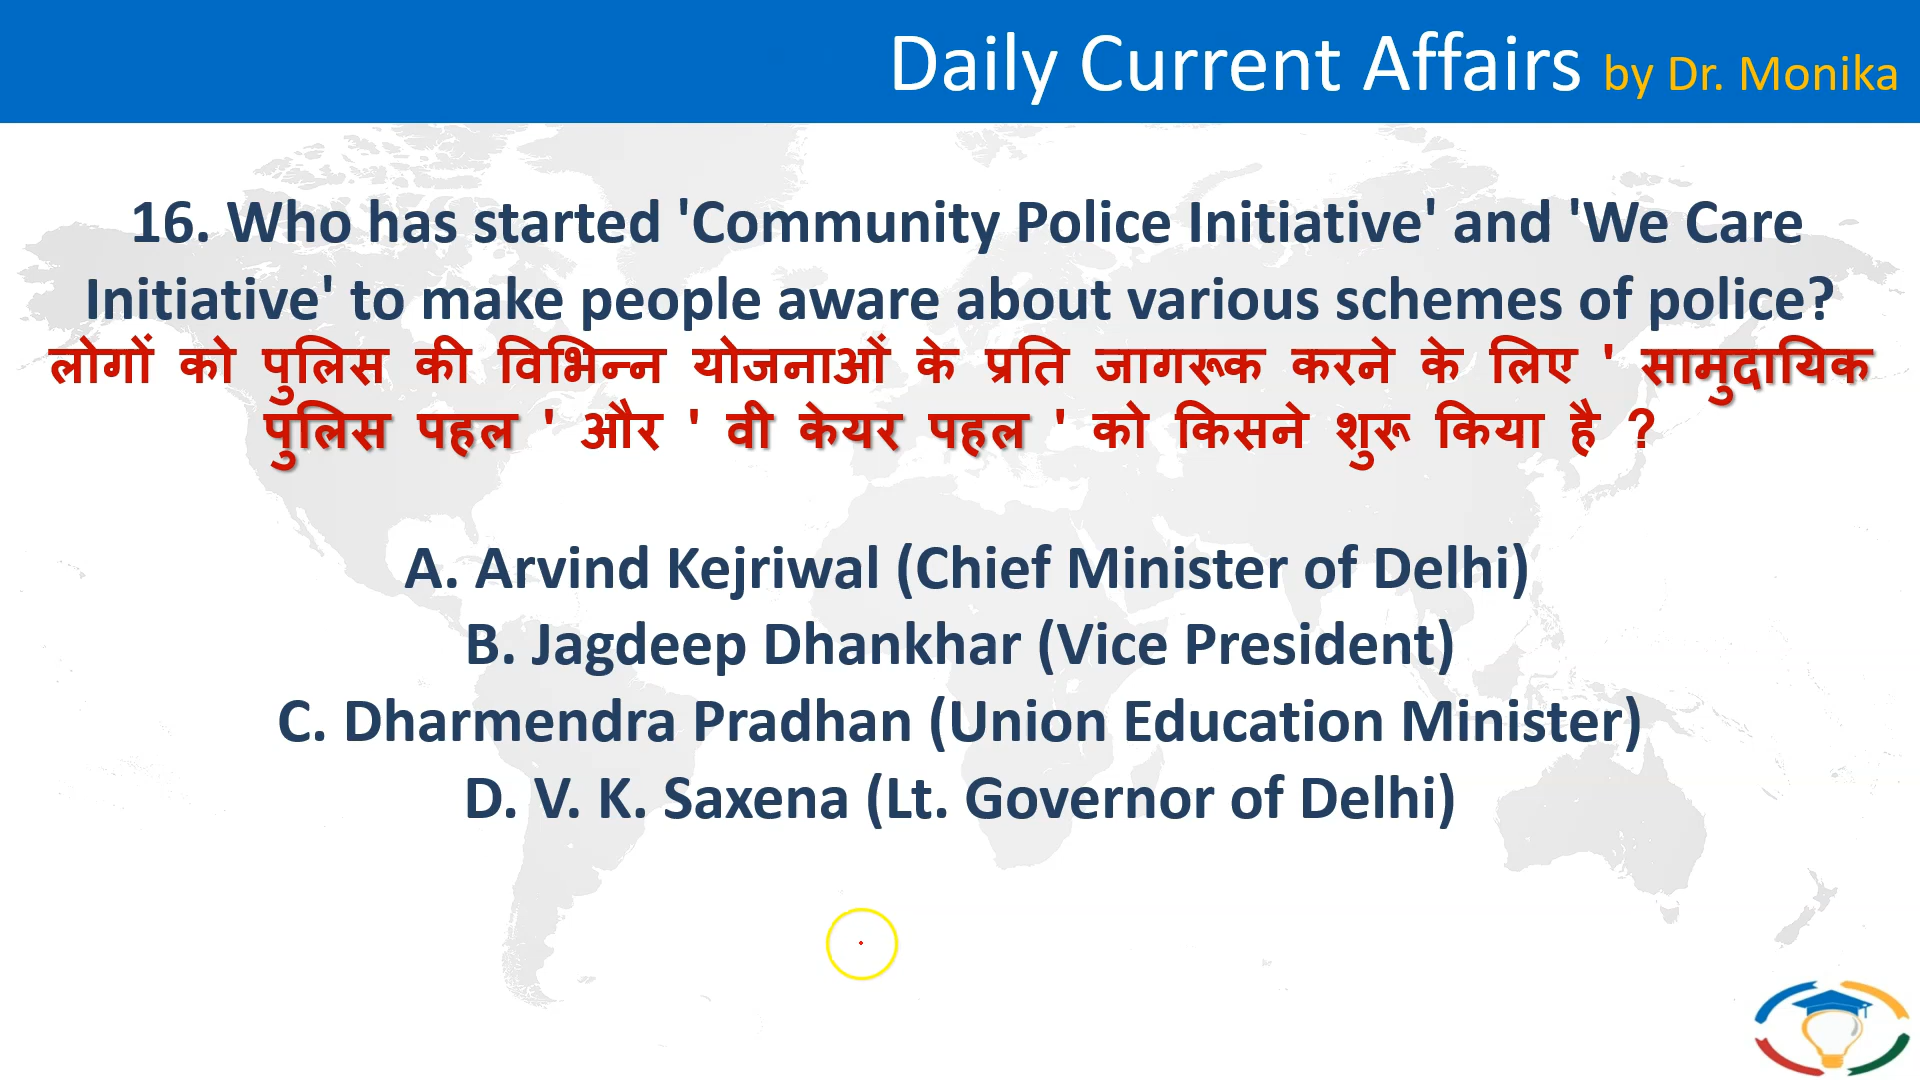 Daily Current Affairs by Dr. Monika
16. Who has started 'Community Police Initiative' and 'We Care
Initiative' to make people aware about various schemes of police?
लोगों को पुलिस की विभिन्न योजनाओं के प्रति जागरूक करने के लिए ' सामुदायिक
पुलिस पहल ' और ' वी केयर पहल ' को किसने शुरू किया है ?
A. Arvind Kejriwal (Chief Minister of Delhi)
B. Jagdeep Dhankhar (Vice President)
C. Dharmendra Pradhan (Union Education Minister)
D. V. K. Saxena (Lt. Governor of Delhi)